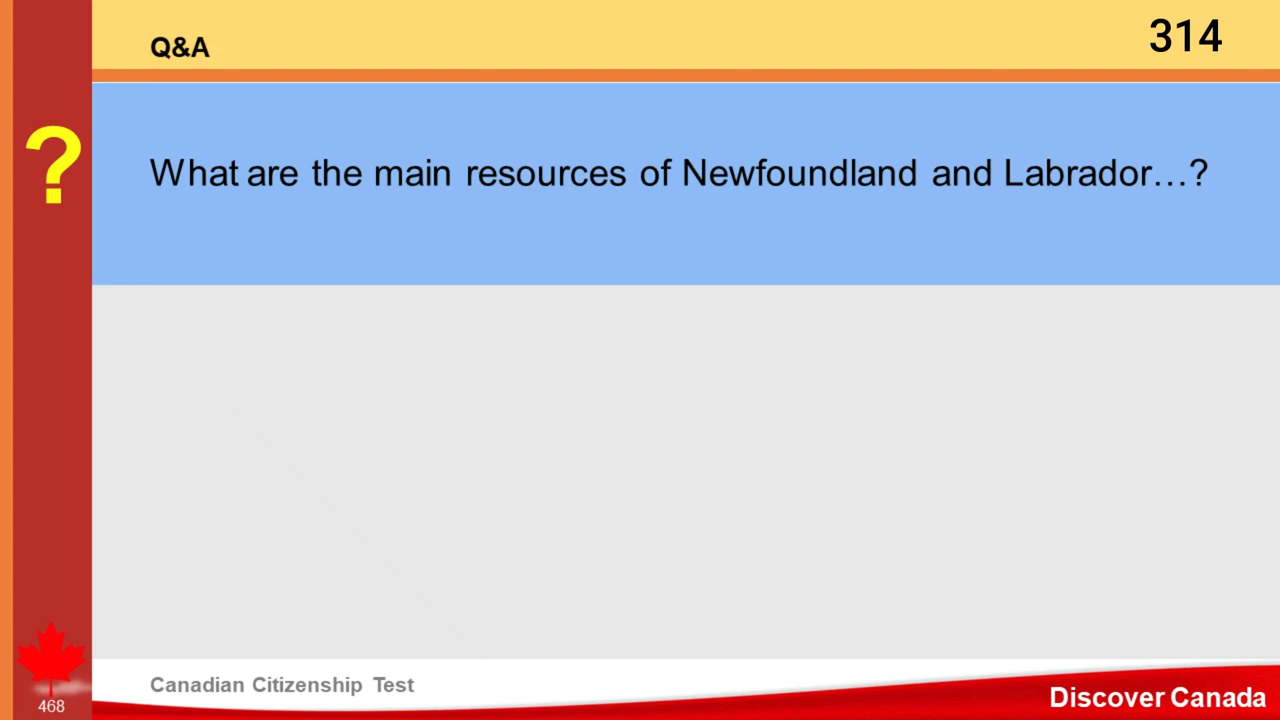 Q&A
314
?
What are the main resources of Newfoundland and Labrador…?
Canadian Citizenship Test
468
Discover Canada